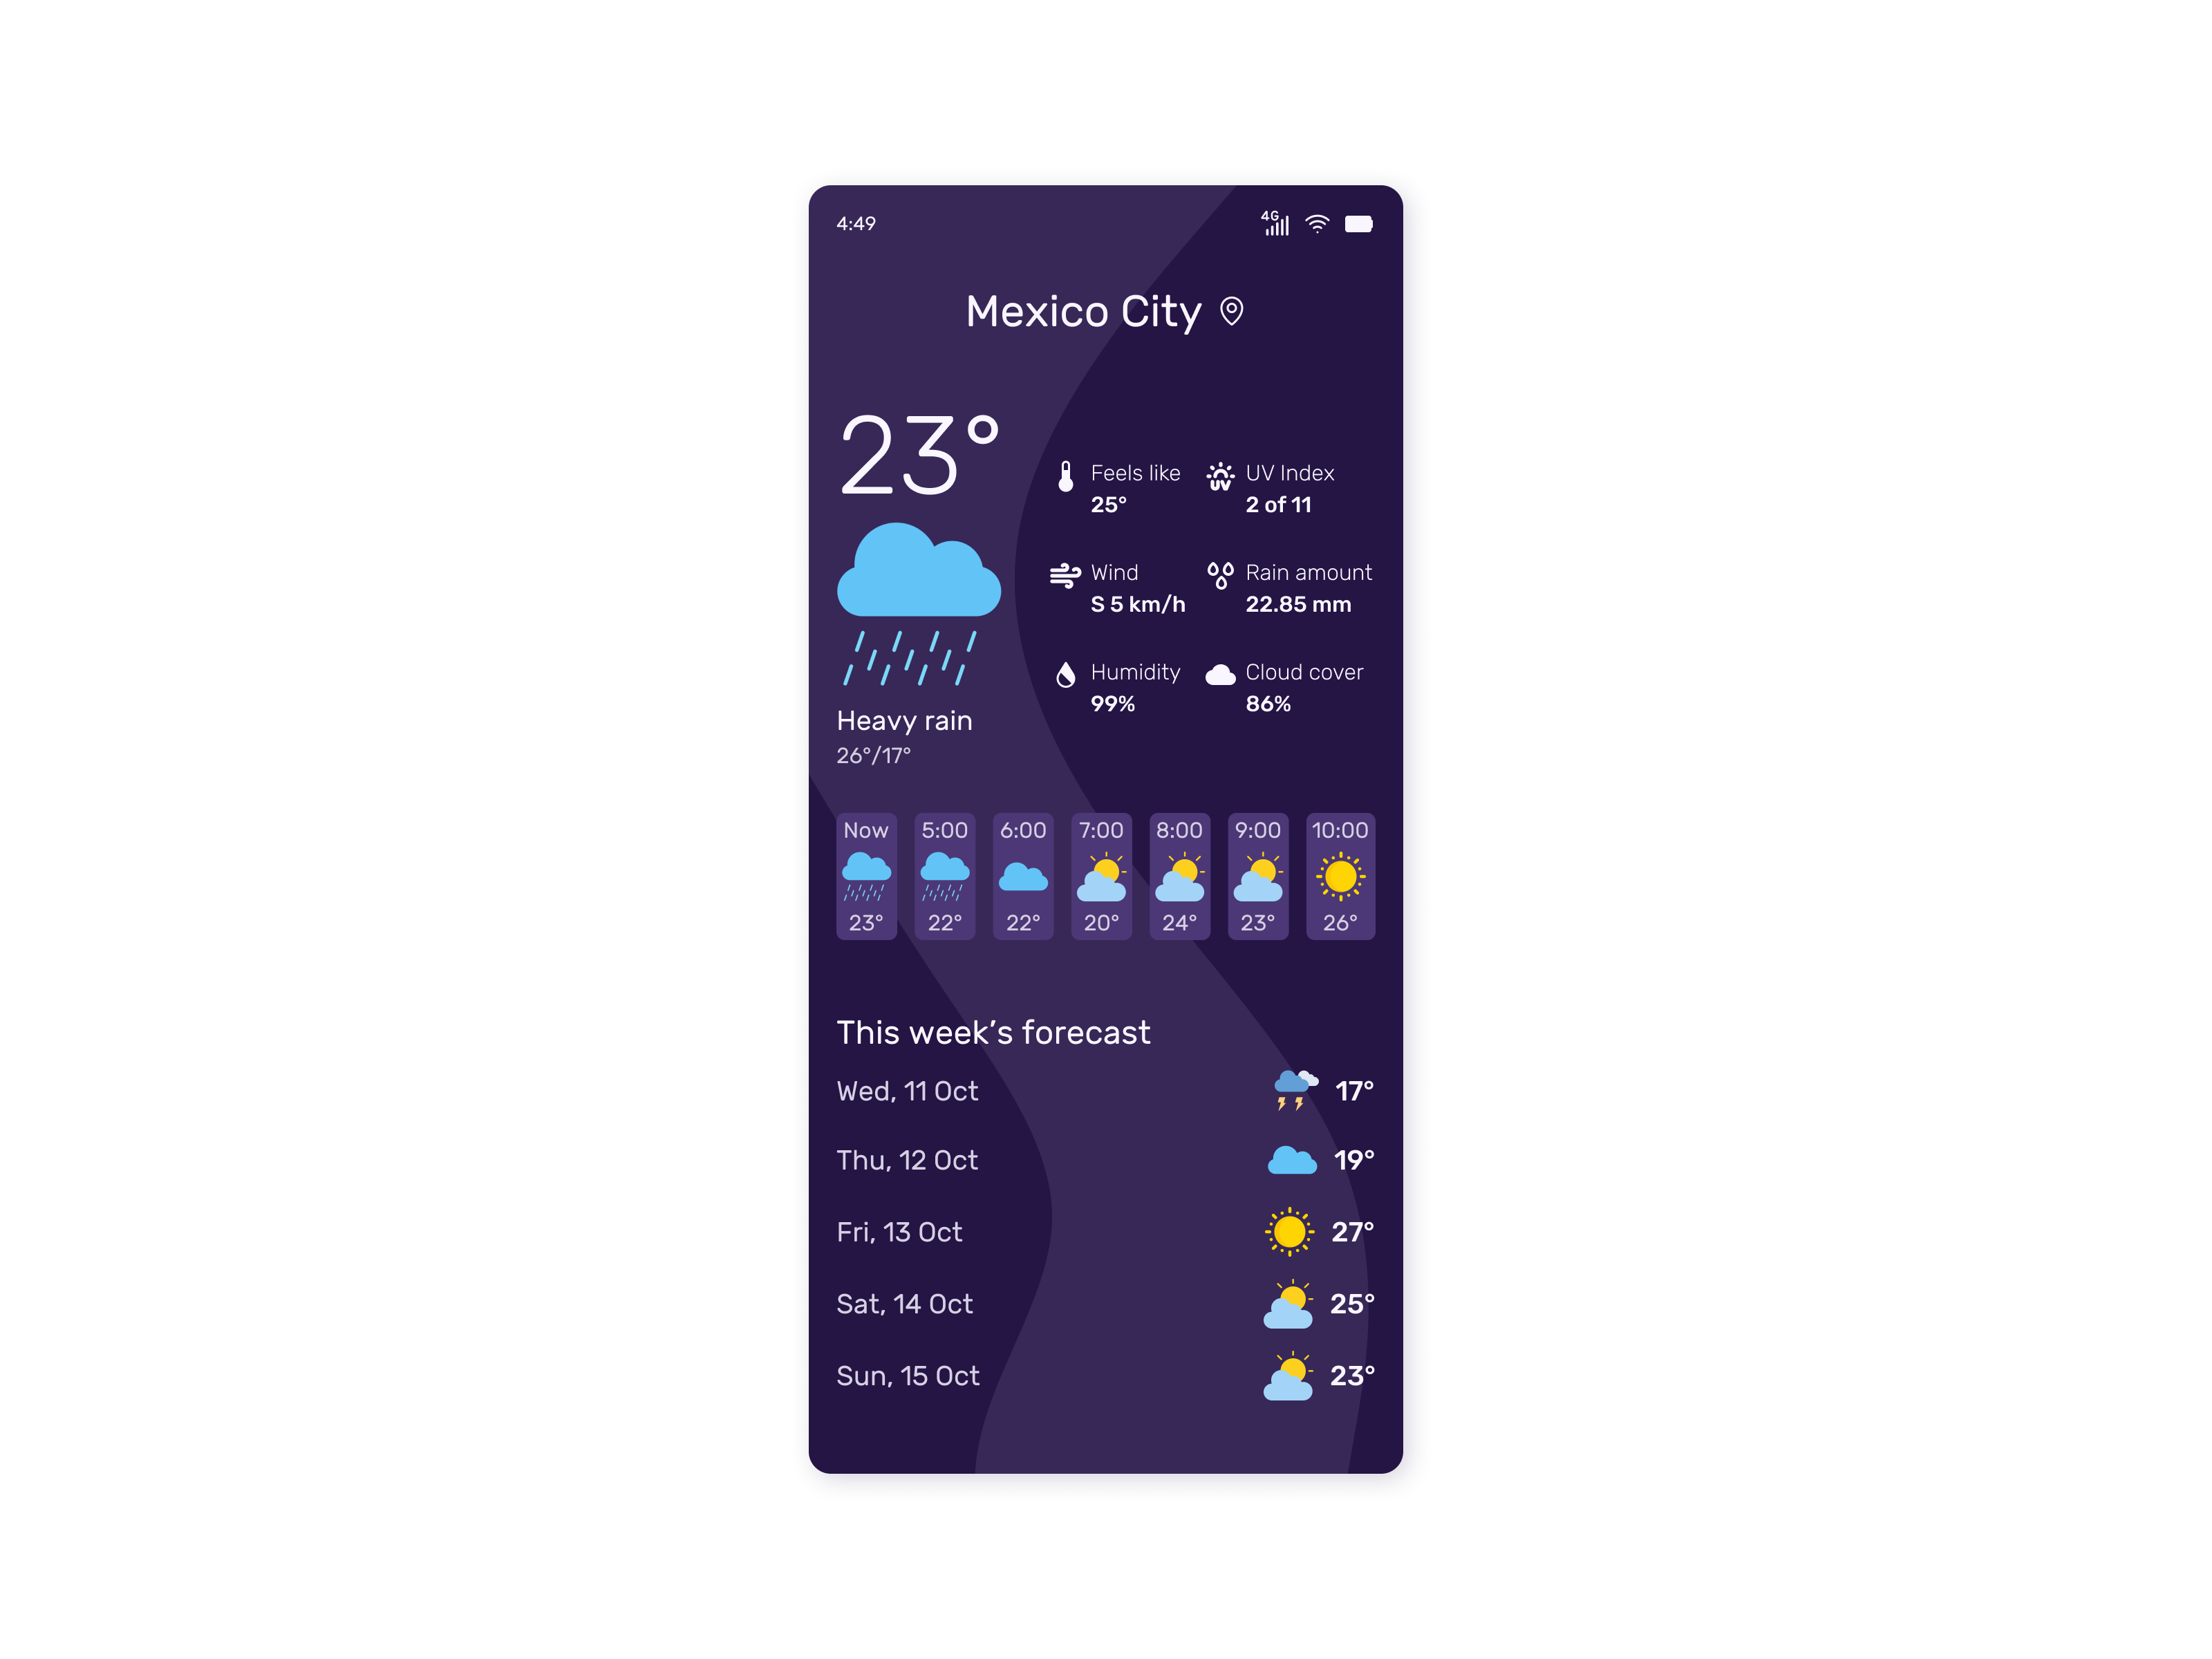 4:49
4G
Mexico City
23°
Feels like
25°
UV Index
2 of 11
UV
Wind
S 5 km/h
Rain amount
22.85 mm
Humidity
99%
Cloud cover
86%
Heavy rain
26°/17°
Now 5:00 6:00 7:00 8:00 9:00 10:00
23° 22° 22° 20° 24° 23° 26°
This week’s forecast
Wed, 11 Oct 17°
Thu, 12 Oct 19°
Fri, 13 Oct 27°
Sat, 14 Oct 25°
Sun, 15 Oct 23°